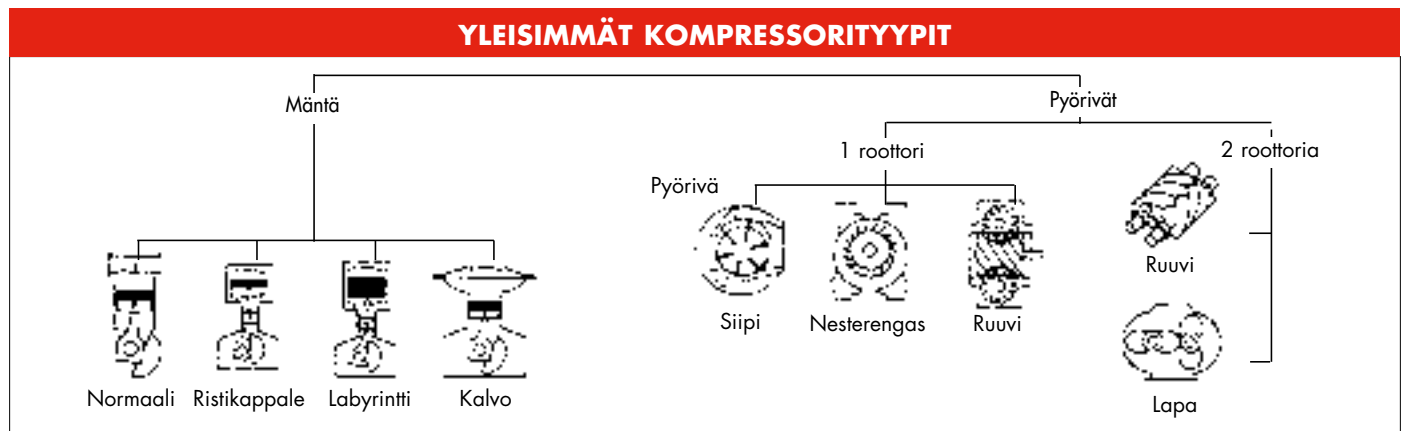 YLEISIMMÄT KOMPRESSORITYYPIT
Mäntä
Pyörivät
1 roottori
2 roottoria
Pyörivä
Ruuvi
Siipi
Nesterengas
Ruuvi
Normaali
Ristikappale
Labyrintti
Kalvo
Lapa